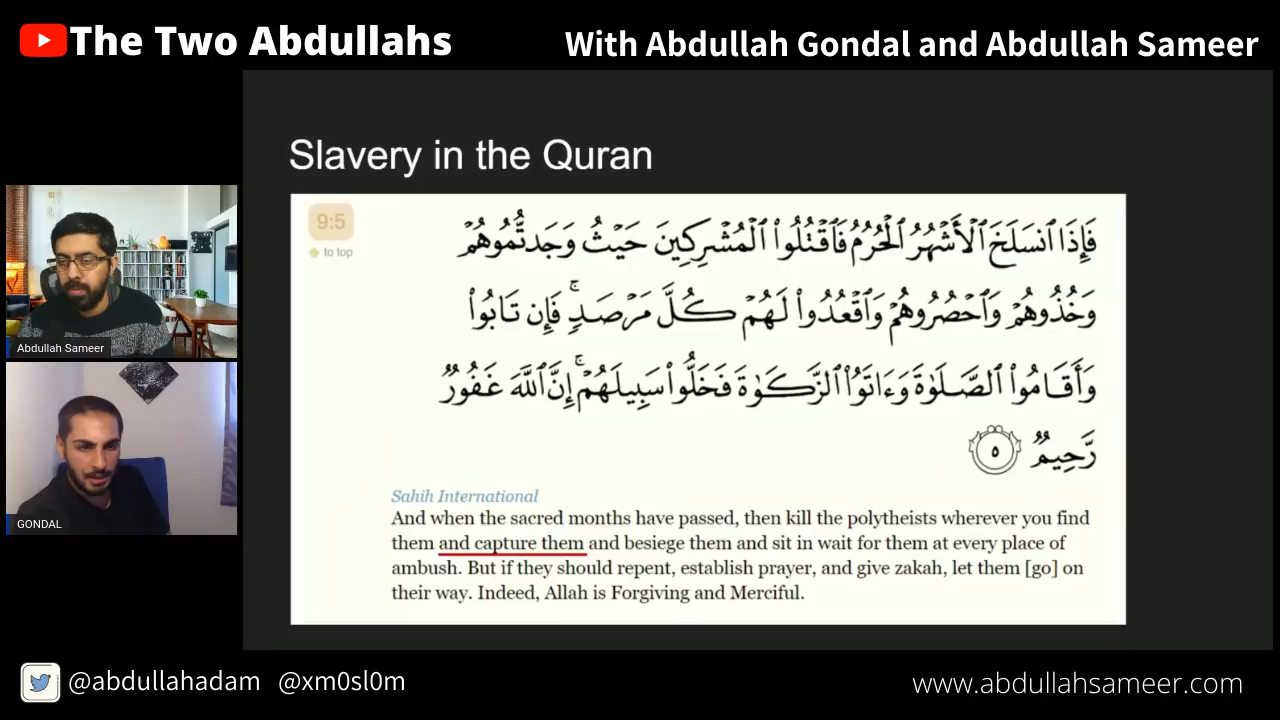 The Two Abdullahs
With Abdullah Gondal and Abdullah Sameer
Slavery in the Quran
9:5
to top
فَإِذَا ٱنسَلَخَ ٱلْأَشْهُرُ ٱلْحُرُمُ فَٱقْتُلُوا۟ ٱلْمُشْرِكِينَ حَيْثُ وَجَدتُّمُوهُمْ
وَخُذُوهُمْ وَٱحْصُرُوهُمْ وَٱقْعُدُوا۟ لَهُمْ كُلَّ مَرْصَدٍ ۚ فَإِن تَابُوا۟
وَأَقَامُوا۟ ٱلصَّلَوٰةَ وَءَاتَوُا۟ ٱلزَّكَوٰةَ فَخَلُّوا۟ سَبِيلَهُمْ ۚ إِنَّ ٱللَّهَ غَفُورٌ
رَّحِيمٌ ٥
Sahih International
And when the sacred months have passed, then kill the polytheists wherever you find
them and capture them and besiege them and sit in wait for them at every place of
ambush. But if they should repent, establish prayer, and give zakah, let them [go] on
their way. Indeed, Allah is Forgiving and Merciful.
Abdullah Sameer
GONDAL
@abdullahadam @xm0sl0m
www.abdullahsameer.com